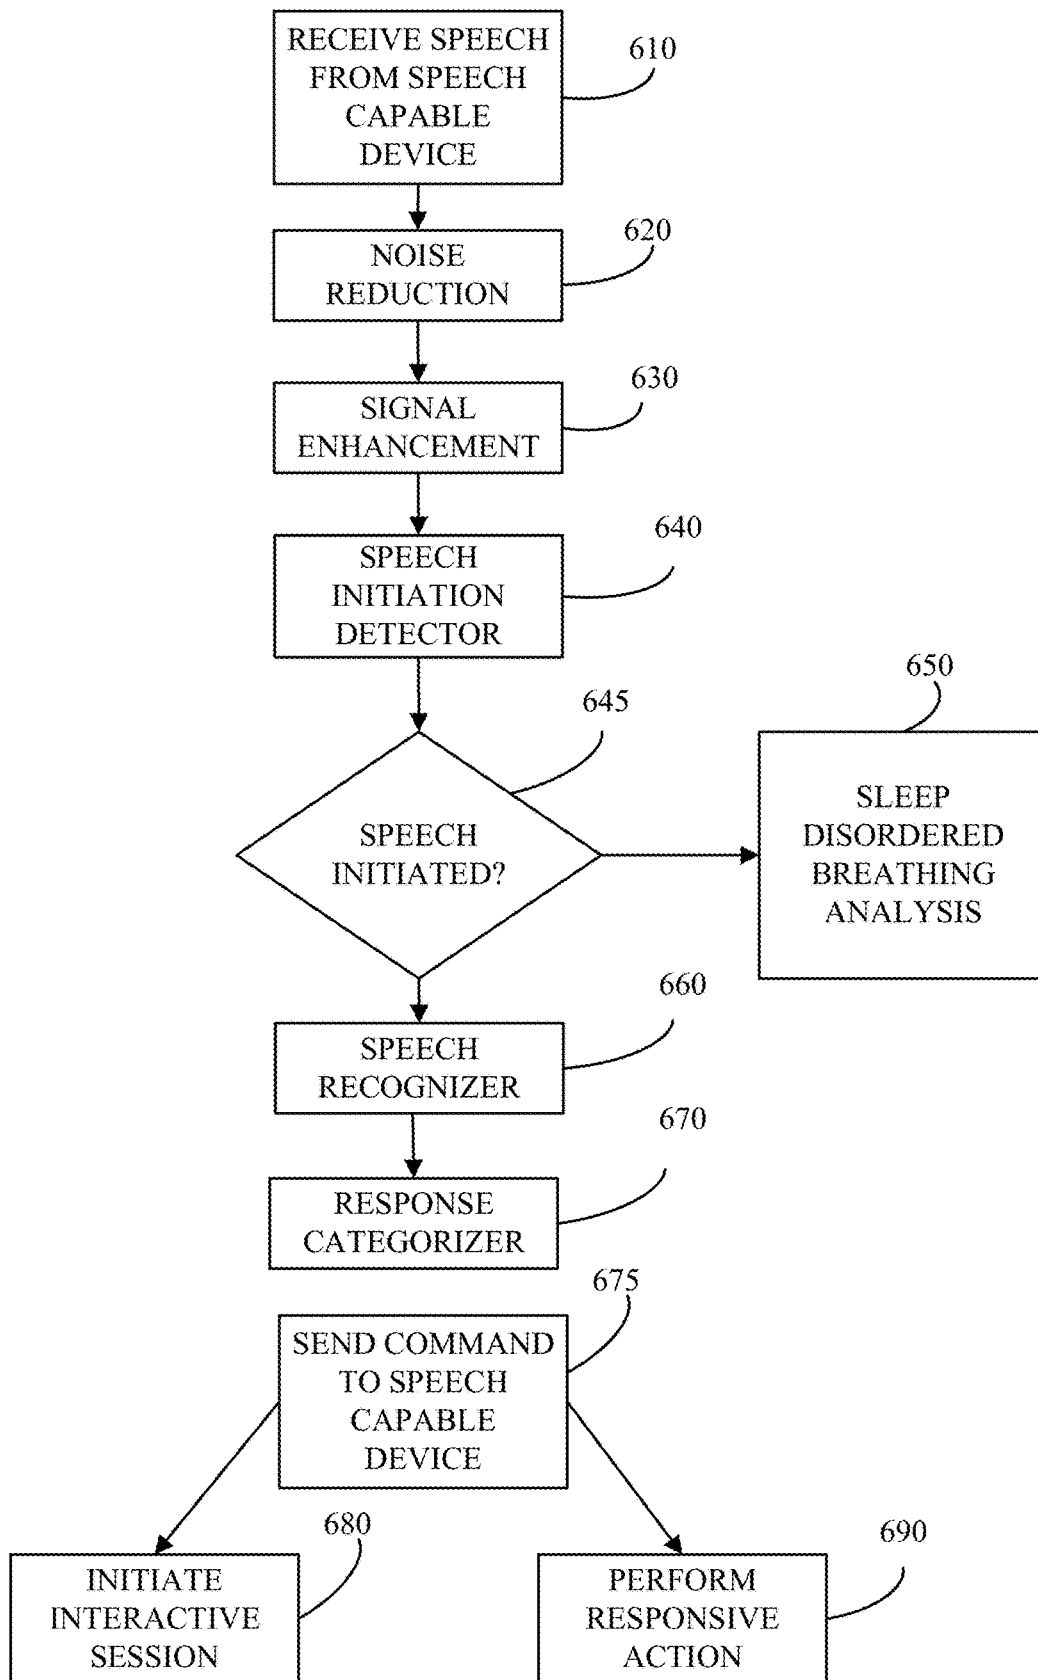 RECEIVE SPEECH
FROM SPEECH
CAPABLE
DEVICE
610
NOISE
REDUCTION
620
SIGNAL
ENHANCEMENT
630
SPEECH
INITIATION
DETECTOR
640
SPEECH
INITIATED?
645
SLEEP
DISORDERED
BREATHING
ANALYSIS
650
SPEECH
RECOGNIZER
660
RESPONSE
CATEGORIZER
670
SEND COMMAND
TO SPEECH
CAPABLE
DEVICE
675
INITIATE
INTERACTIVE
SESSION
680
PERFORM
RESPONSIVE
ACTION
690